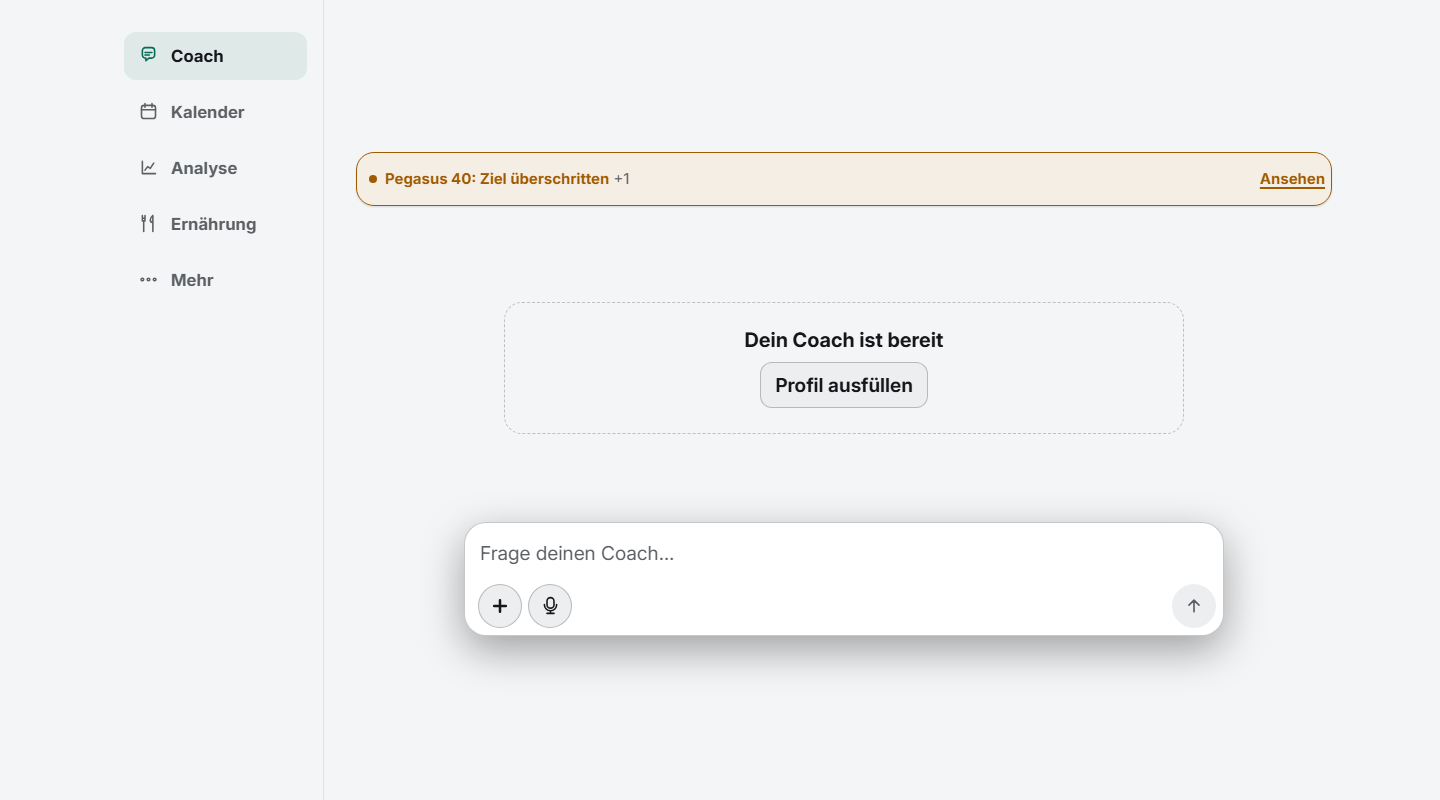 Coach
Kalender
Analyse
Ernährung
Mehr
Pegasus 40: Ziel überschritten +1
Ansehen
Dein Coach ist bereit
Profil ausfüllen
Frage deinen Coach...